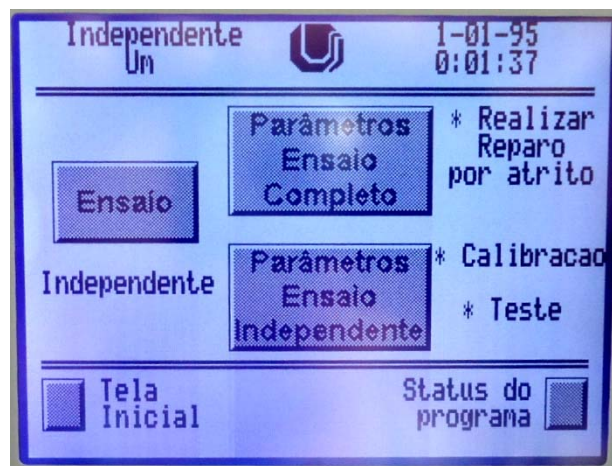 Independente
Um
1-01-95
0:01:37
Ensaio
Independente
Parâmetros
Ensaio
Completo
* Realizar
Reparo
por atrito
Parâmetros
Ensaio
Independente
* Calibracao
* Teste
Tela
Inicial
Status do
programa